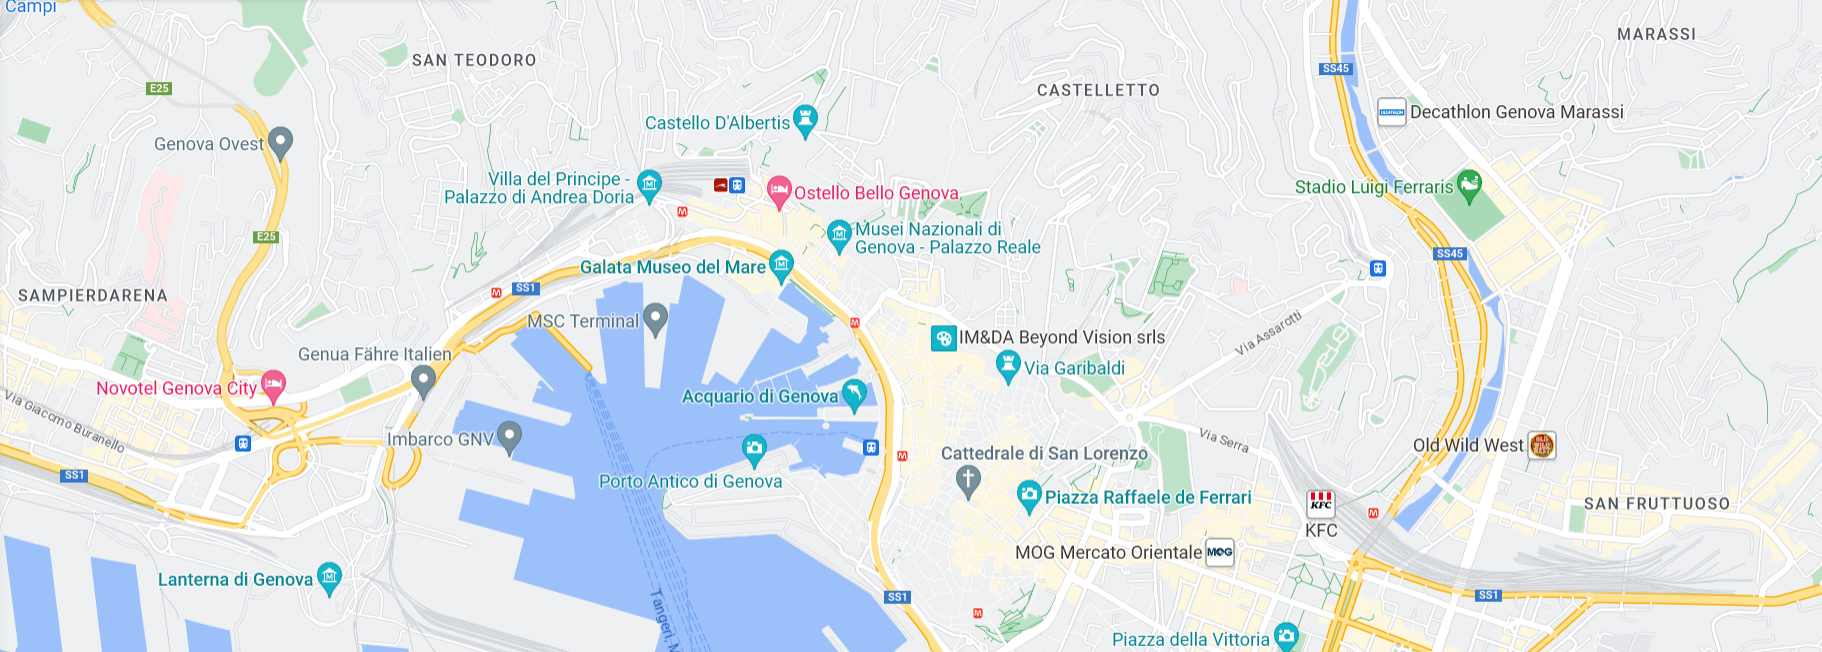 Campi
SAN TEODORO
MARASSI
SS45
E25
CASTELLETTO
Decathlon Genova Marassi
Castello D'Albertis
Genova Ovest
Villa del Principe -
Palazzo di Andrea Doria
Ostello Bello Genova
Stadio Luigi Ferraris
Musei Nazionali di
Genova - Palazzo Reale
E25
SS45
Galata Museo del Mare
SS1
SAMPIERDARENA
MSC Terminal
IM&DA Beyond Vision srls
Via Assarotti
Genua Fähre Italien
Via Garibaldi
Novotel Genova City
Acquario di Genova
Via Giacomo Buranello
Imbarco GNV
Via Serra
Old Wild West
OLD
WILD
WEST
Cattedrale di San Lorenzo
SS1
Porto Antico di Genova
Piazza Raffaele de Ferrari
SAN FRUTTUOSO
KFC
KFC
MOG Mercato Orientale
MOG
Lanterna di Genova
SS1
SS1
Tangeri, M
Piazza della Vittoria